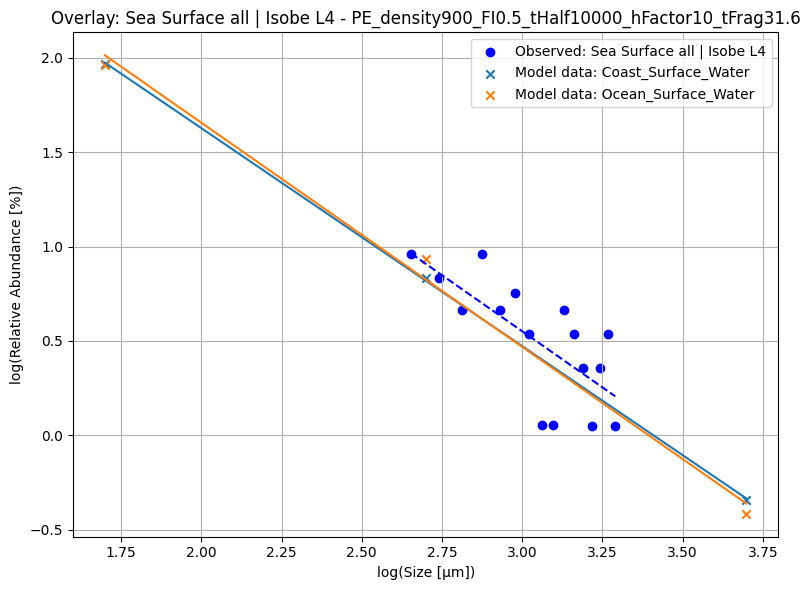 Overlay: Sea Surface all | Isobe L4 - PE_density900_FI0.5_tHalf10000_hFactor10_tFrag31.6
Observed: Sea Surface all | Isobe L4
Model data: Coast_Surface_Water
Model data: Ocean_Surface_Water
log(Relative Abundance [%])
2.0
1.5
1.0
0.5
0.0
−0.5
1.75 2.00 2.25 2.50 2.75 3.00 3.25 3.50 3.75
log(Size [μm])